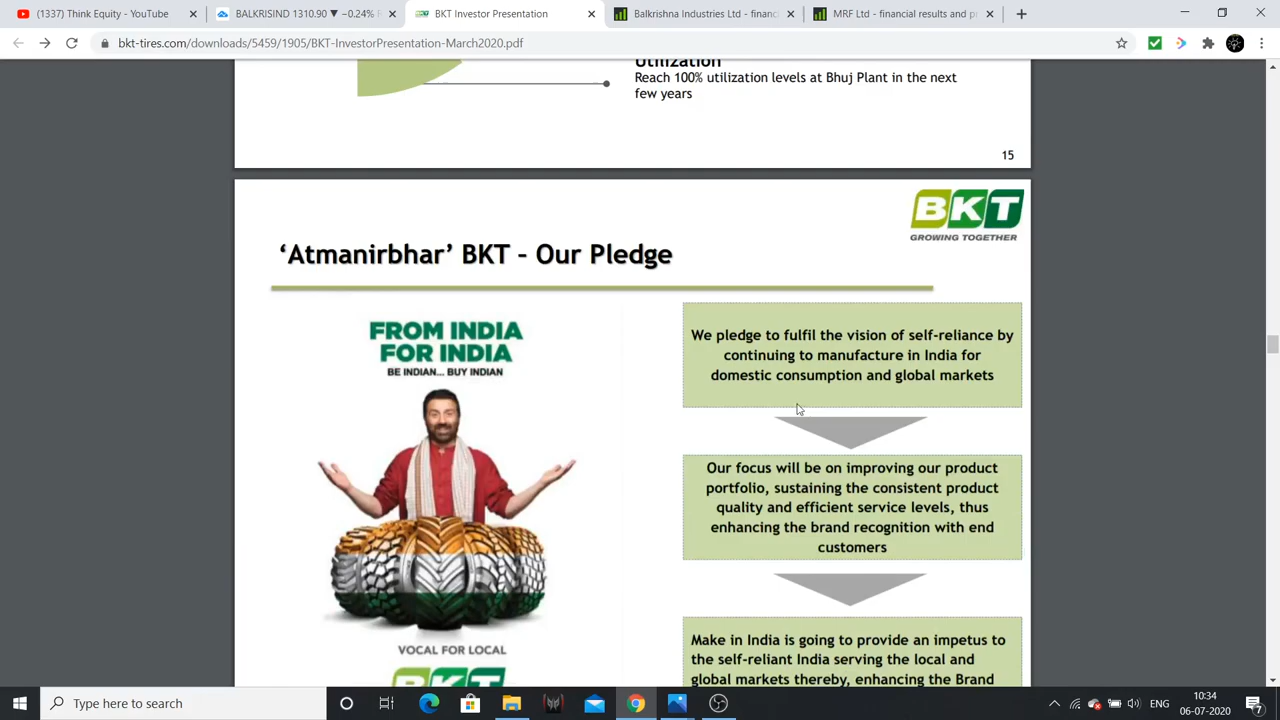 (1337) Think Equity - YouTube
BALKRISIND 1310.90 ▼ −0.24%
BKT Investor Presentation
Balkrishna Industries Ltd - financ
MRF Ltd - financial results and p
bkt-tires.com/downloads/5459/1905/BKT-InvestorPresentation-March2020.pdf
Utilization
Reach 100% utilization levels at Bhuj Plant in the next
few years
15
BKT
GROWING TOGETHER
‘Atmanirbhar’ BKT – Our Pledge
FROM INDIA
FOR INDIA
BE INDIAN... BUY INDIAN
VOCAL FOR LOCAL
BKT
We pledge to fulfil the vision of self-reliance by
continuing to manufacture in India for
domestic consumption and global markets
Our focus will be on improving our product
portfolio, sustaining the consistent product
quality and efficient service levels, thus
enhancing the brand recognition with end
customers
Make in India is going to provide an impetus to
the self-reliant India serving the local and
global markets thereby, enhancing the Brand
Type here to search
ENG
10:34
06-07-2020
7